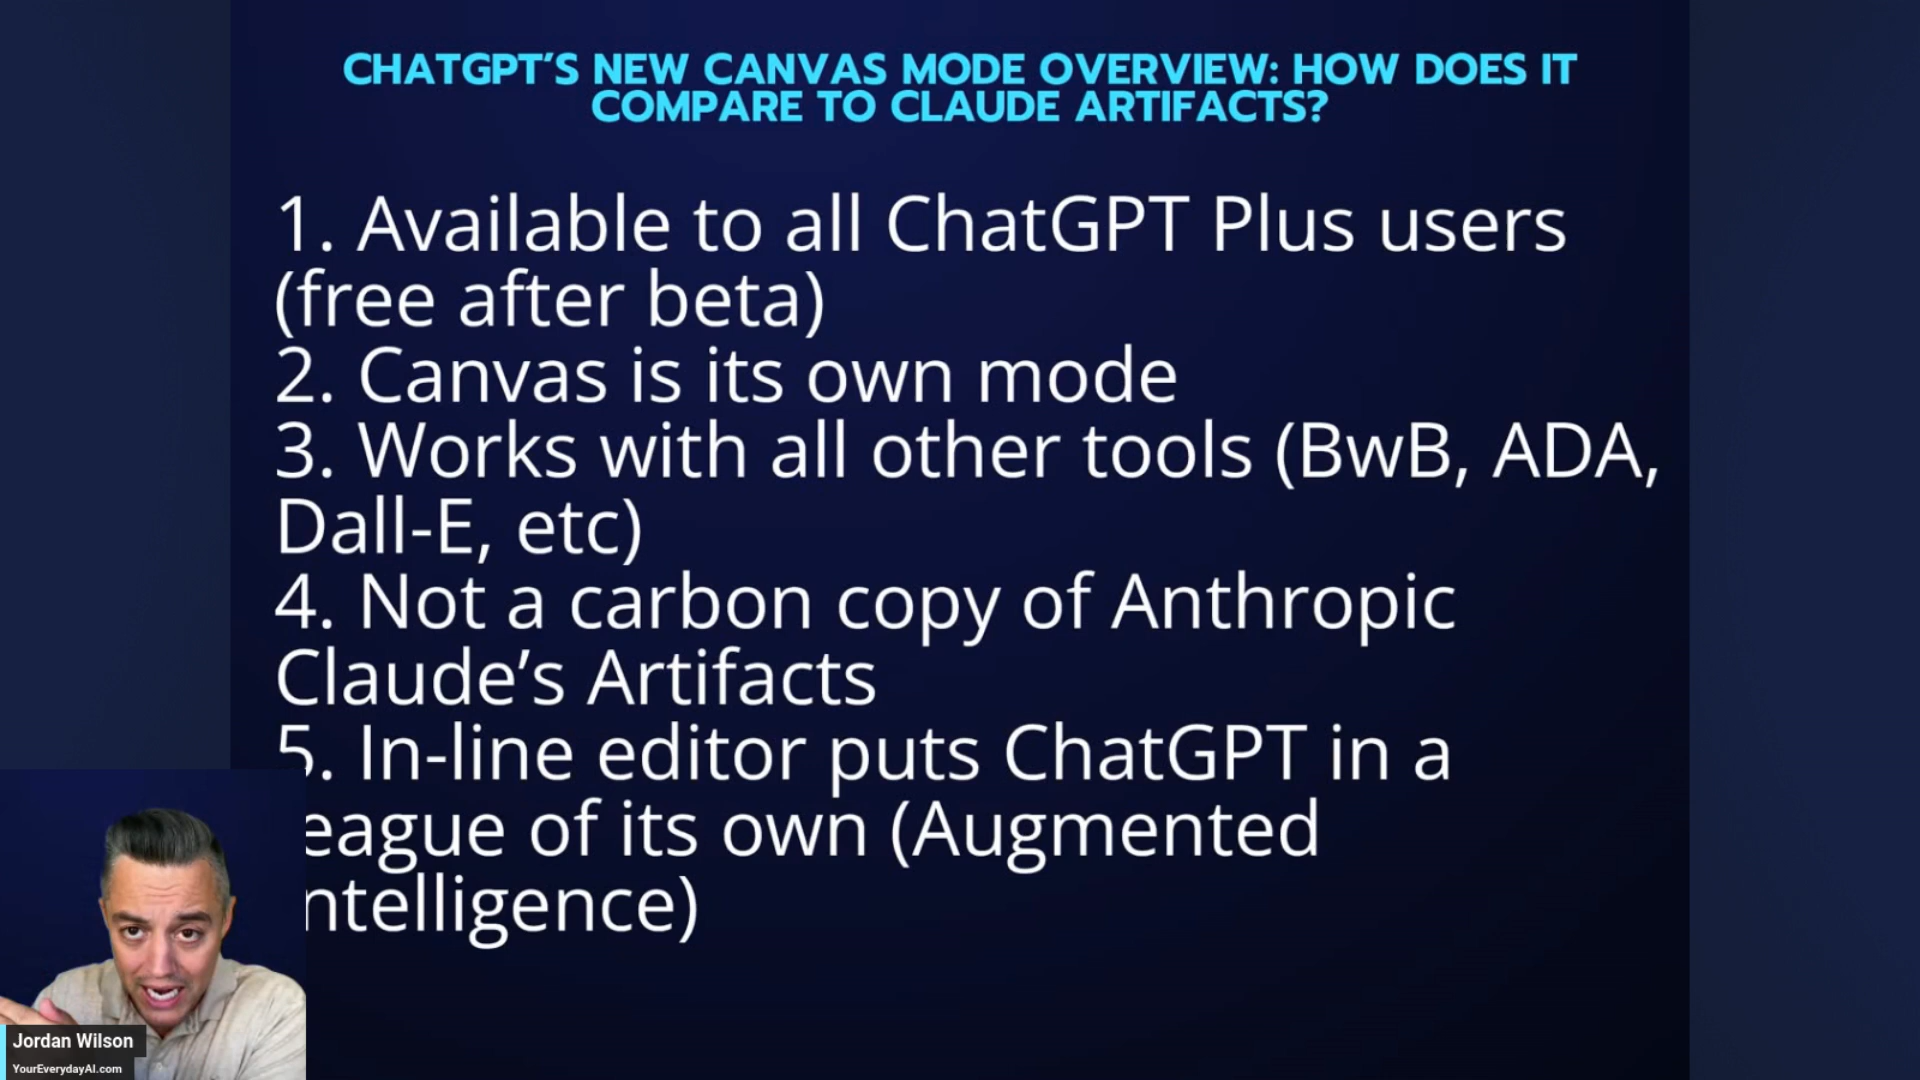 CHATGPT’S NEW CANVAS MODE OVERVIEW: HOW DOES IT
COMPARE TO CLAUDE ARTIFACTS?
1. Available to all ChatGPT Plus users
(free after beta)
2. Canvas is its own mode
3. Works with all other tools (BwB, ADA,
Dall-E, etc)
4. Not a carbon copy of Anthropic
Claude’s Artifacts
5. In-line editor puts ChatGPT in a
eague of its own (Augmented
ntelligence)
Jordan Wilson
YourEverydayAI.com